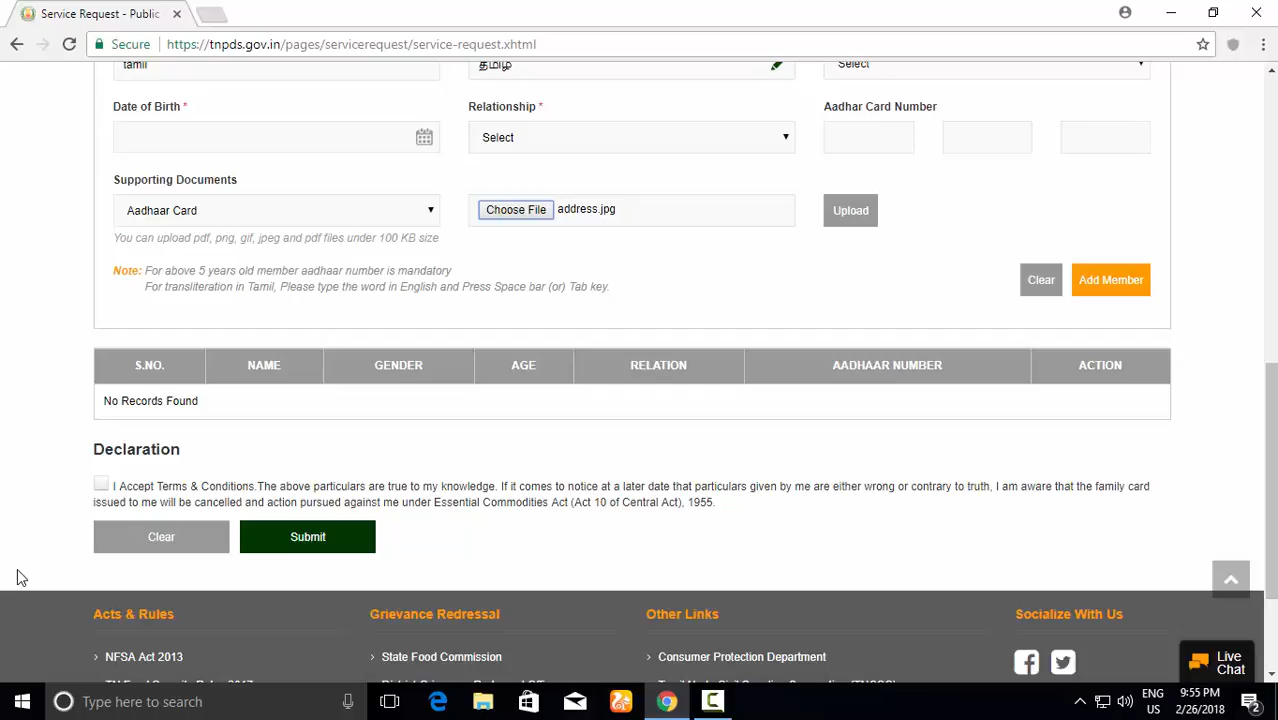 Service Request - Public
Secure https://tnpds.gov.in/pages/servicerequest/service-request.xhtml
tamil தமிழ் Select
Date of Birth * Relationship * Aadhar Card Number
Select
Supporting Documents
Aadhaar Card Choose File address.jpg Upload
You can upload pdf, png, gif, jpeg and pdf files under 100 KB size
Note: For above 5 years old member aadhaar number is mandatory
For transliteration in Tamil, Please type the word in English and Press Space bar (or) Tab key.
Clear Add Member
S.NO. NAME GENDER AGE RELATION AADHAAR NUMBER ACTION
No Records Found
Declaration
I Accept Terms & Conditions.The above particulars are true to my knowledge. If it comes to notice at a later date that particulars given by me are either wrong or contrary to truth, I am aware that the family card
issued to me will be cancelled and action pursued against me under Essential Commodities Act (Act 10 of Central Act), 1955.
Clear Submit
Acts & Rules Grievance Redressal Other Links Socialize With Us
NFSA Act 2013 State Food Commission Consumer Protection Department
Live
Chat
Type here to search
ENG
US
9:55 PM
2/26/2018
2